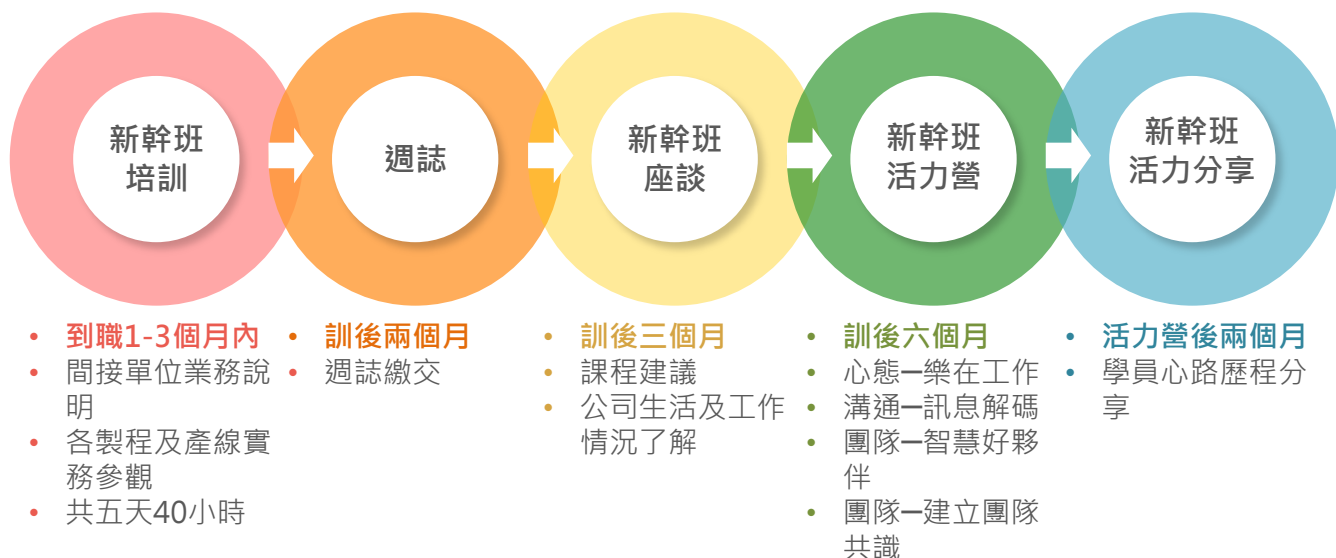 新幹班
培訓
週誌
新幹班
座談
新幹班
活力營
新幹班
活力分享
• 到職1-3個月內
• 間接單位業務說
明
• 各製程及產線實
務參觀
• 共五天40小時
• 訓後兩個月
• 週誌繳交
• 訓後三個月
• 課程建議
• 公司生活及工作
情況了解
• 訓後六個月
• 心態─樂在工作
• 溝通─訊息解碼
• 團隊─智慧好夥
伴
• 團隊─建立團隊
共識
• 活力營後兩個月
• 學員心路歷程分
享